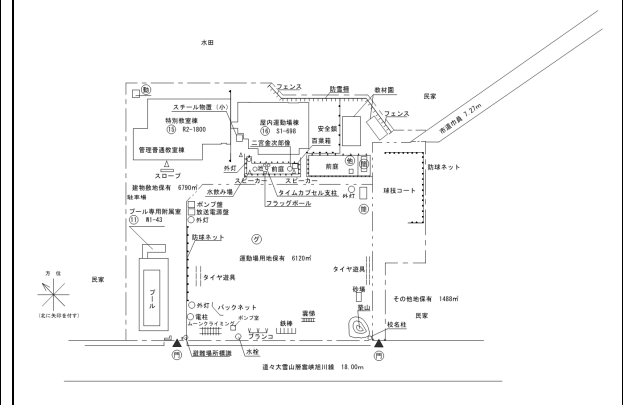 水田
動
フェンス
防雪柵
教材園
民家
市道巾員 7.27m
スチール物置（小）
特別教室棟
⑮ R2-1800
屋内運動場棟
⑯ S1-698
安全鎖
百葉箱
フェンス
二宮金次郎像
管理普通教室棟
スロープ
前庭
前庭
他
防球ネット
外灯
スピーカー
スピーカー
球技コート
建物敷地保有 6790㎡
水飲み場
タイムカプセル支柱
外灯
駐車場
フラッグポール
ポンプ盤
放送電源盤
外灯
プール専用附属室
⑪ W1-43
グ
防球ネット
運動場用地保有 6120㎡
方位
民家
タイヤ遊具
タイヤ遊具
プール
(北に矢印を付す)
砂場
その他地保有 1488㎡
築山
民家
外灯
バックネット
電柱
ポンプ室
雲梯
ムーンクライミング
鉄棒
校名柱
ブランコ
門
避難場所標識
水栓
門
道々大雪山層雲峡旭川線 18.00m